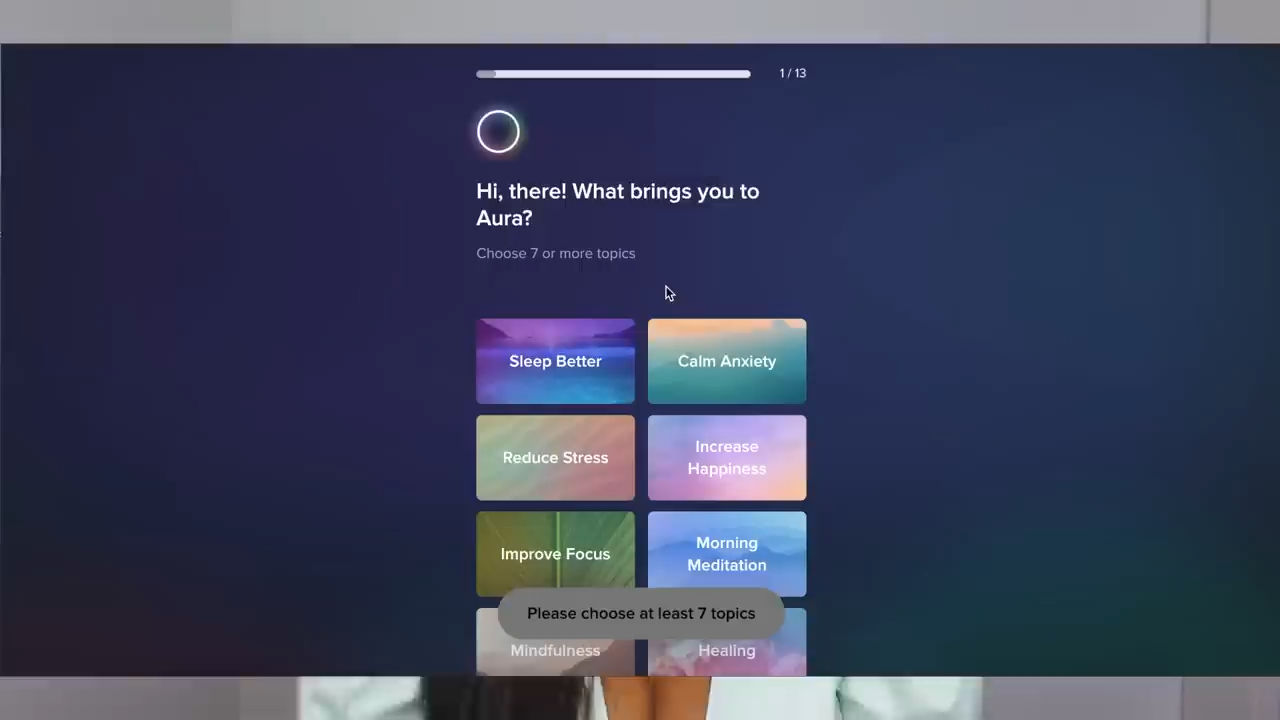 1 / 13
Hi, there! What brings you to
Aura?
Choose 7 or more topics
Sleep Better
Calm Anxiety
Reduce Stress
Increase
Happiness
Improve Focus
Morning
Meditation
Please choose at least 7 topics
Mindfulness
Healing